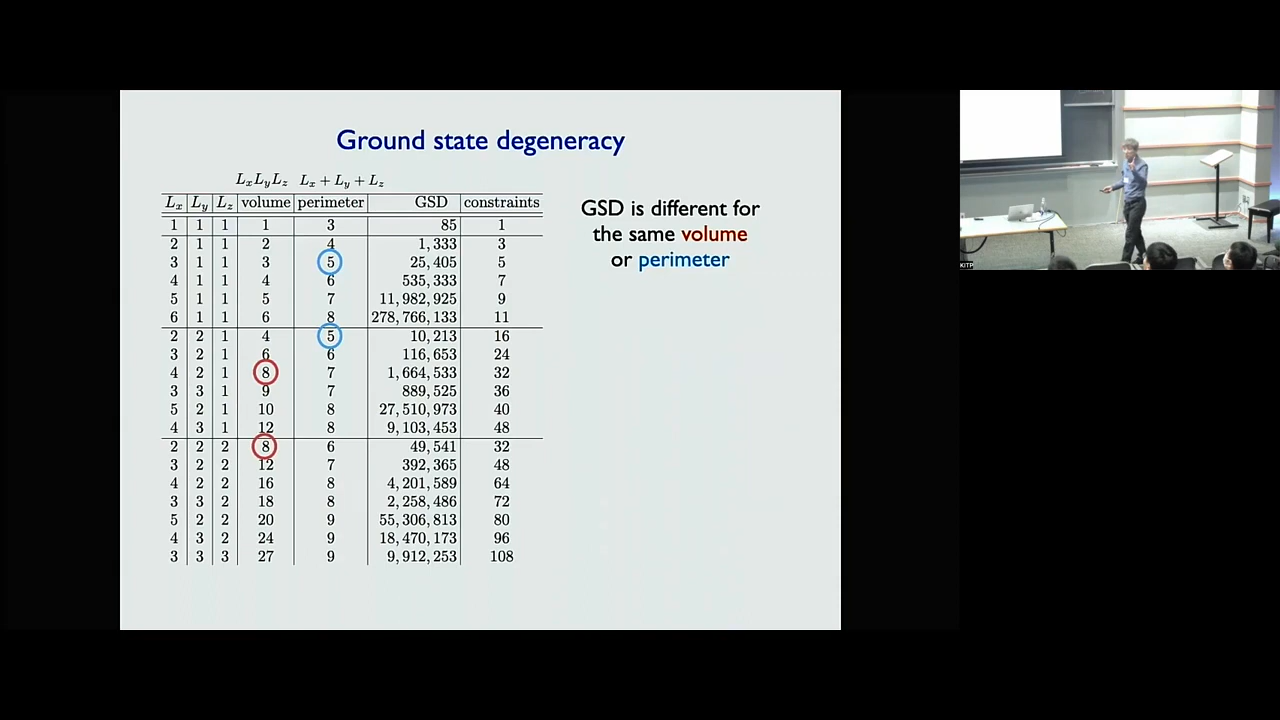 Ground state degeneracy
LxLyLz Lx + Ly + Lz
Lx Ly Lz volume perimeter GSD constraints
1 1 1 1 3 85 1
2 1 1 2 4 1,333 3
3 1 1 3 5 25,405 5
4 1 1 4 6 535,333 7
5 1 1 5 7 11,982,925 9
6 1 1 6 8 278,766,133 11
2 2 1 4 5 10,213 16
3 2 1 6 6 116,653 24
4 2 1 8 7 1,664,533 32
3 3 1 9 7 889,525 36
5 2 1 10 8 27,510,973 40
4 3 1 12 8 9,103,453 48
2 2 2 8 6 49,541 32
3 2 2 12 7 392,365 48
4 2 2 16 8 4,201,589 64
3 3 2 18 8 2,258,486 72
5 2 2 20 9 55,306,813 80
4 3 2 24 9 18,470,173 96
3 3 3 27 9 9,912,253 108
GSD is different for
the same volume
or perimeter
KITP